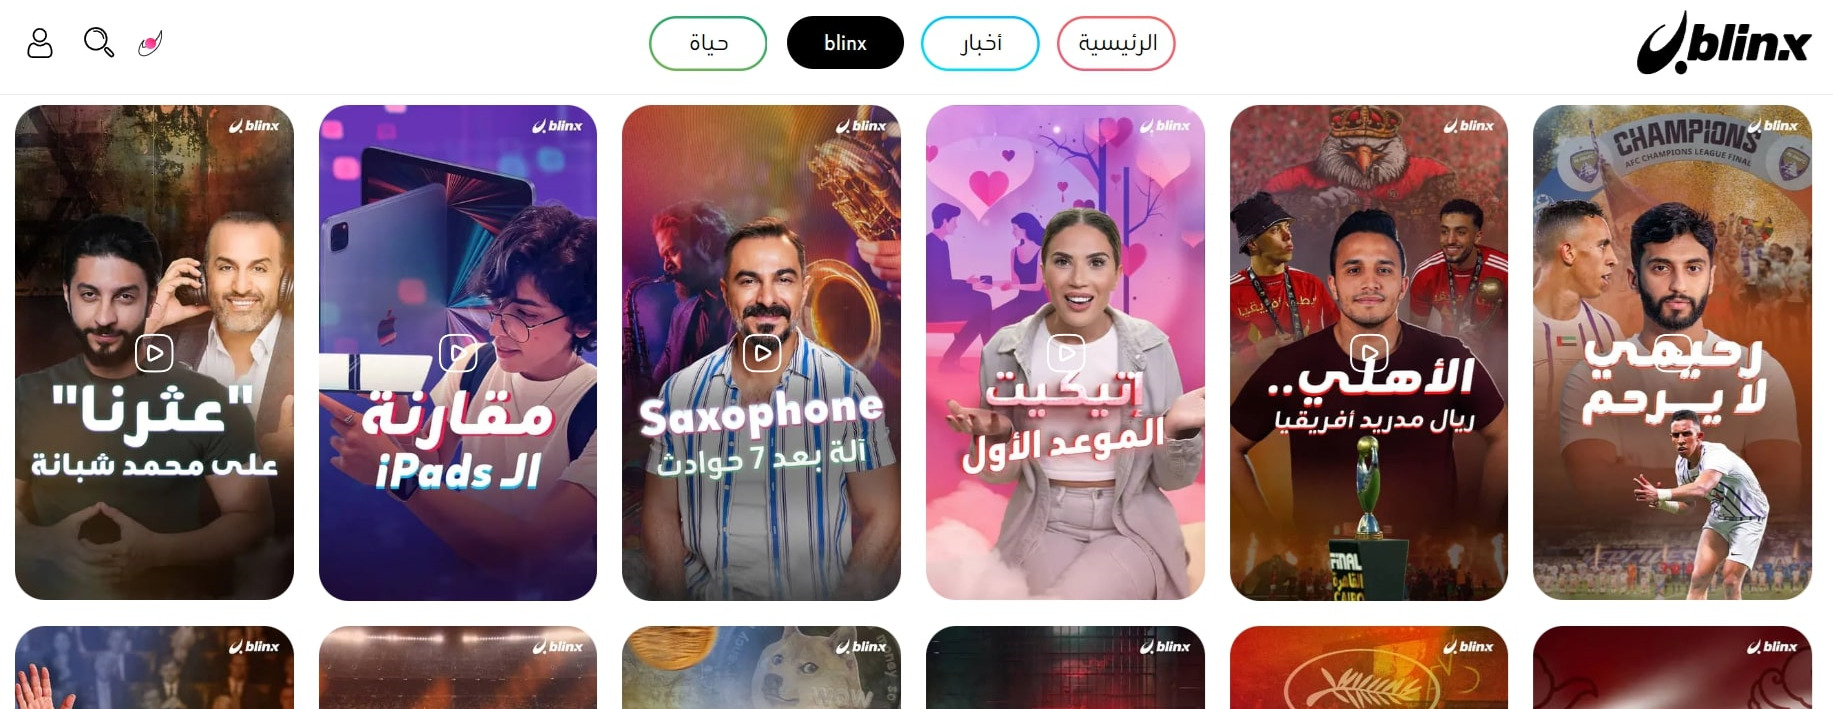 blinx
الرئيسية
أخبار
blinx
حياة
blinx
CHAMPIONS
AFC CHAMPIONS LEAGUE FINAL
رحيمي
لا يرحم
blinx
الأهلي..
ريال مدريد أفريقيا
FINAL
القاهرة
CAIRO
blinx
إتيكيت
الموعد الأول
blinx
Saxophone
آلة بعد 7 حوادث
blinx
مقارنة
الـ iPads
blinx
"عثرنا"
على محمد شبانة
blinx
blinx
blinx
blinx
wow
blinx
blinx